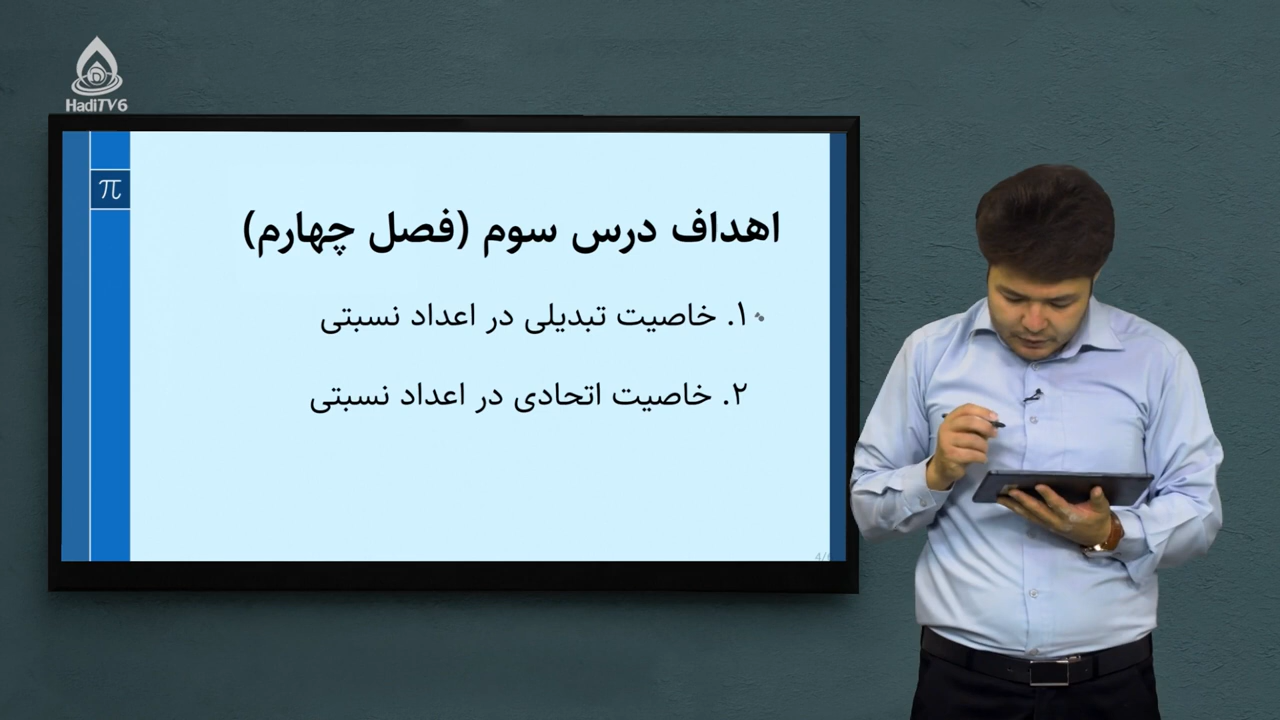 HadiTV6
π
اهداف درس سوم (فصل چهارم)
۱. خاصیت تبدیلی در اعداد نسبتی
۲. خاصیت اتحادی در اعداد نسبتی